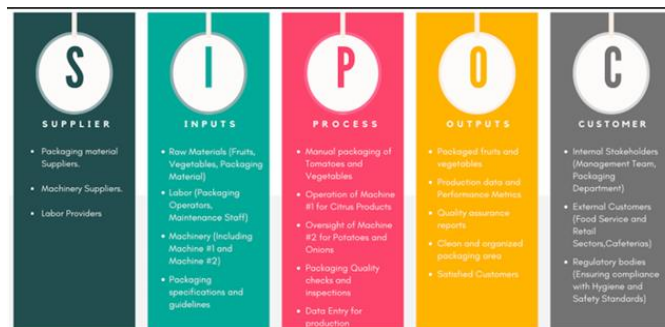 S
SUPPLIER
• Packaging material
Suppliers.
• Machinery Suppliers.
• Labor Providers
I
INPUTS
• Raw Materials (Fruits,
Vegetables, Packaging
Material)
• Labor (Packaging
Operators,
Maintenance Staff)
• Machinery (Including
Machine #1 and
Machine #2)
• Packaging
specifications and
guidelines
P
PROCESS
• Manual packaging of
Tomatoes and
Vegetables.
• Operation of Machine
#1 for Citrus Products
• Oversight of Machine
#2 for Potatoes and
Onions
• Packaging Quality
checks and
inspections
• Data Entry for
production
O
OUTPUTS
• Packaged fruits and
vegetables
• Production data and
Performance Metrics
• Quality assurance
reports
• Clean and organized
packaging area
• Satisfied Customers
C
CUSTOMER
• Internal Stakeholders
(Management Team,
Packaging
Department)
• External Customers
(Food Service and
Retail
Sectors,Cafeterias)
• Regulatory bodies
(Ensuring compliance
with Hygiene and
Safety Standards)